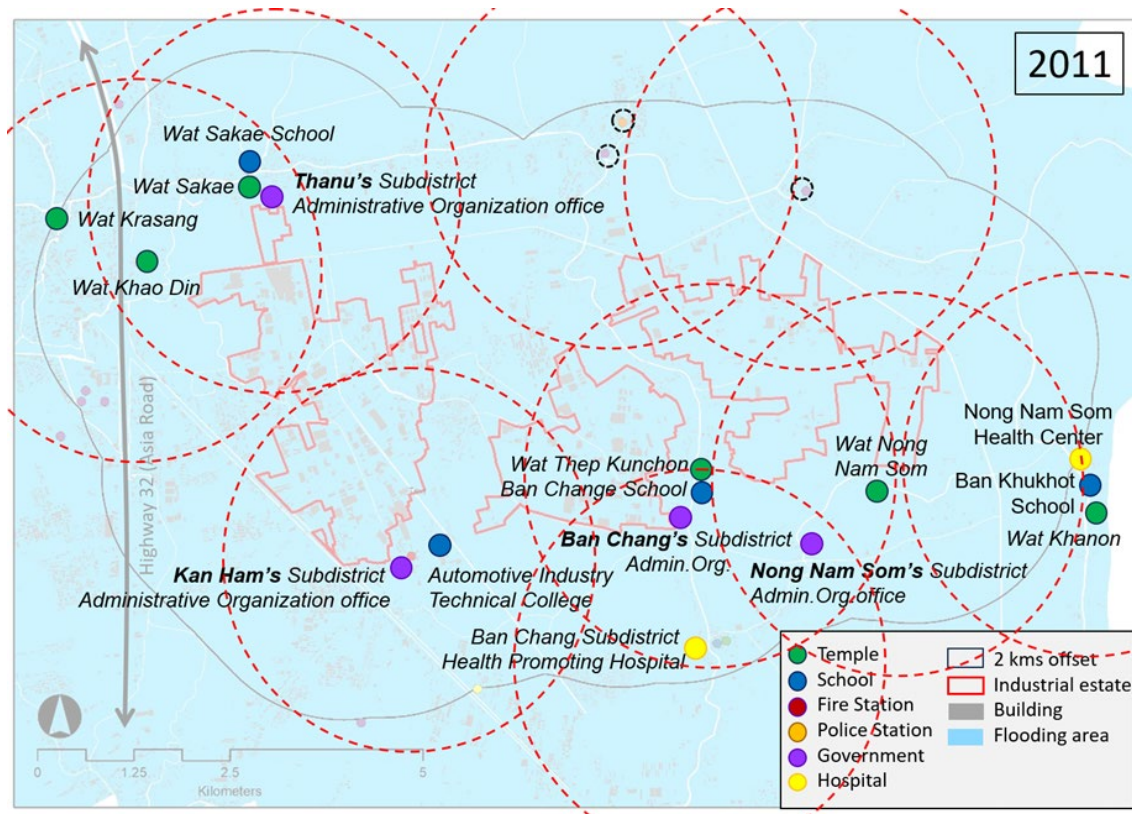 2011
Wat Sakae School
Wat Sakae
Thanu's Subdistrict
Administrative Organization office
Wat Krasang
Wat Khao Din
Highway 32 (Asia Road)
Nong Nam Som
Health Center
Wat Nong
Nam Som
Wat Thep Kunchon
Ban Change School
Ban Khukhot
School
Wat Khanon
Ban Chang's Subdistrict
Admin.Org.
Kan Ham's Subdistrict
Administrative Organization office
Automotive Industry
Technical College
Nong Nam Som's Subdistrict
Admin.Org.office
Ban Chang Subdistrict
Health Promoting Hospital
Temple
School
Fire Station
Police Station
Government
Hospital
2 kms offset
Industrial estate
Building
Flooding area
0 1.25 2.5 5
Kilometers